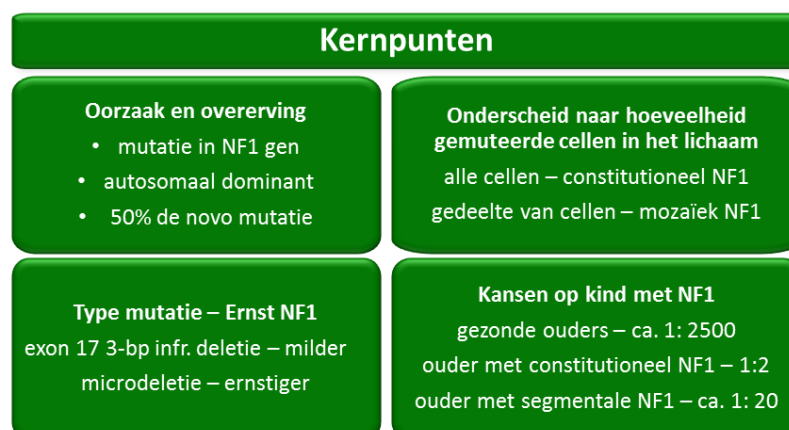 Kernpunten
Oorzaak en overerving
• mutatie in NF1 gen
• autosomaal dominant
• 50% de novo mutatie
Onderscheid naar hoeveelheid
gemuteerde cellen in het lichaam
alle cellen – constitutioneel NF1
gedeelte van cellen – mozaïek NF1
Type mutatie – Ernst NF1
exon 17 3-bp infr. deletie – milder
microdeletie – ernstiger
Kansen op kind met NF1
gezonde ouders – ca. 1: 2500
ouder met constitutioneel NF1 – 1:2
ouder met segmentale NF1 – ca. 1: 20